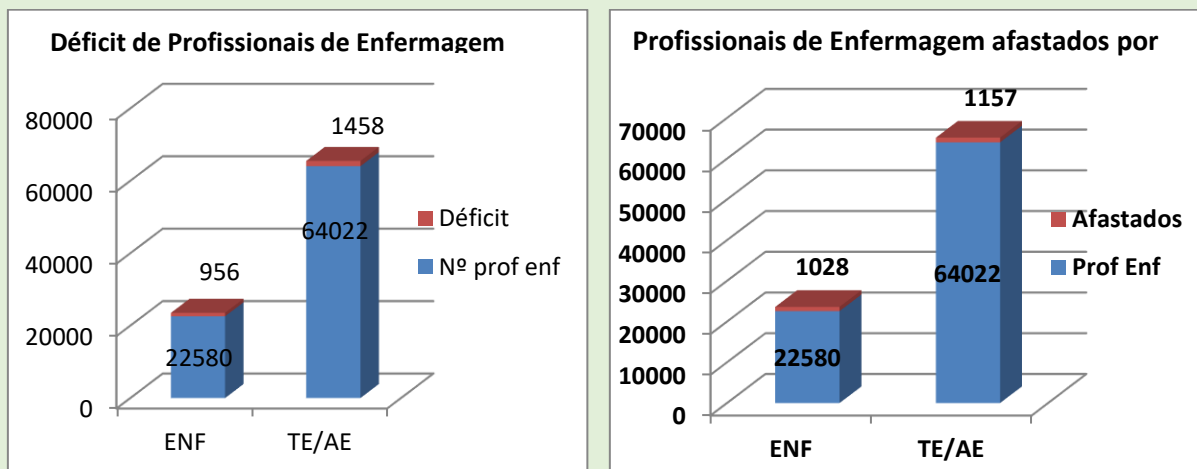 Déficit de Profissionais de Enfermagem
80000
60000
40000
20000
0
1458
64022
956
22580
ENF
TE/AE
Déficit
Nº prof enf
Profissionais de Enfermagem afastados por
70000
60000
50000
40000
30000
20000
10000
0
1157
64022
1028
22580
ENF
TE/AE
Afastados
Prof Enf